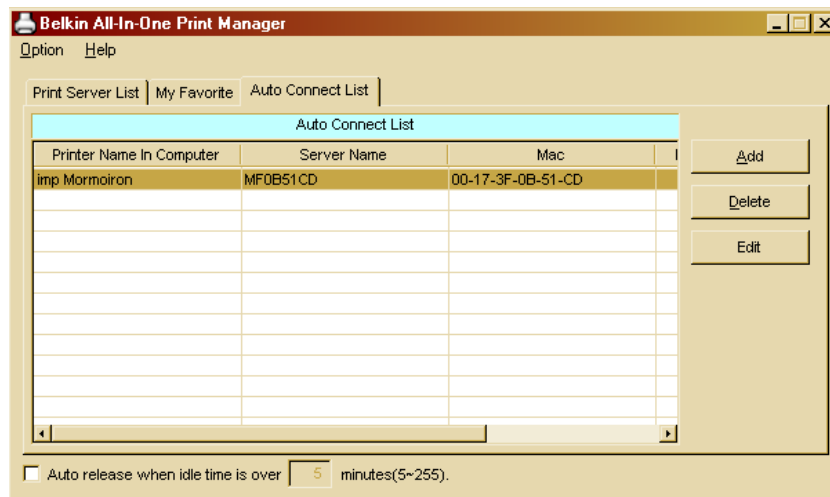 Belkin All-In-One Print Manager
Option Help
Print Server List My Favorite Auto Connect List
Auto Connect List
Printer Name In Computer Server Name Mac
imp Mormoiron MF0B51CD 00-17-3F-0B-51-CD
Add
Delete
Edit
Auto release when idle time is over 5 minutes(5~255).